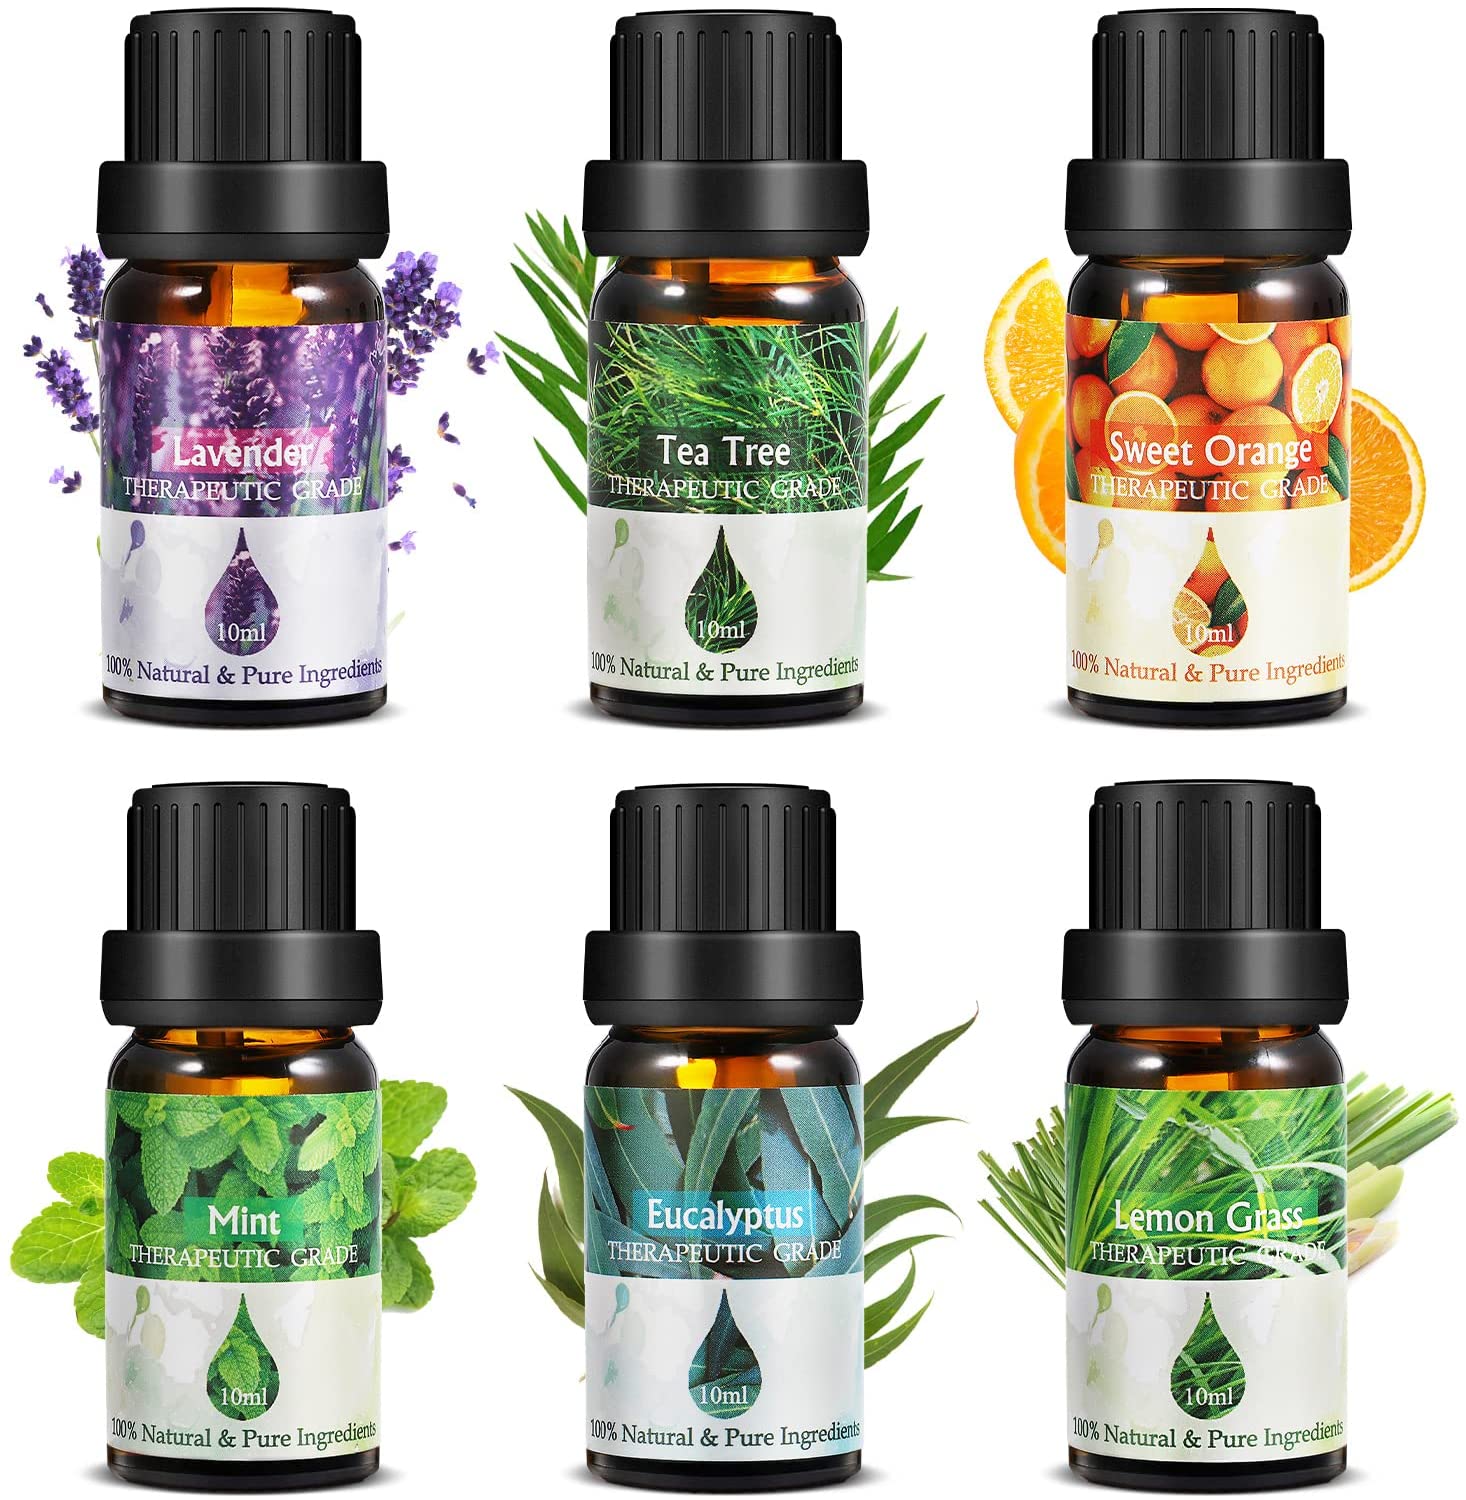 Lavender
THERAPEUTIC GRADE
10ml
100% Natural & Pure Ingredients
Tea Tree
THERAPEUTIC GRADE
10ml
100% Natural & Pure Ingredients
Sweet Orange
THERAPEUTIC GRADE
10ml
100% Natural & Pure Ingredients
Mint
THERAPEUTIC GRADE
10ml
100% Natural & Pure Ingredients
Eucalyptus
THERAPEUTIC GRADE
10ml
100% Natural & Pure Ingredients
Lemon Grass
THERAPEUTIC GRADE
10ml
100% Natural & Pure Ingredients